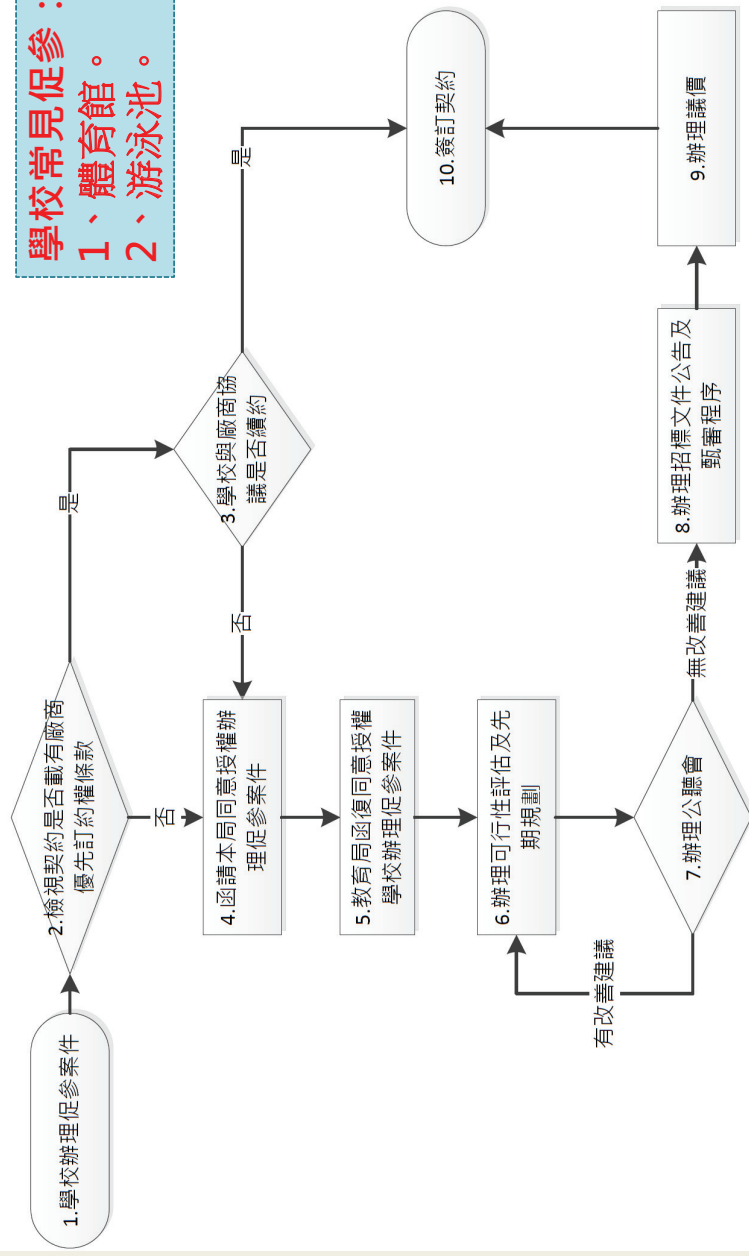 學校常見促參：
1、體育館。
2、游泳池。
1.學校辦理促參案件
2.檢視契約是否載有廠商
優先訂約權條款
是
否
3.學校與廠商協
議是否續約
是
否
4.函請本局同意授權辦
理促參案件
5.教育局函復同意授權
學校辦理促參案件
6.辦理可行性評估及先
期規劃
7.辦理公聽會
有改善建議
無改善建議
8.辦理招標文件公告及
甄審程序
9.辦理議價
10.簽訂契約